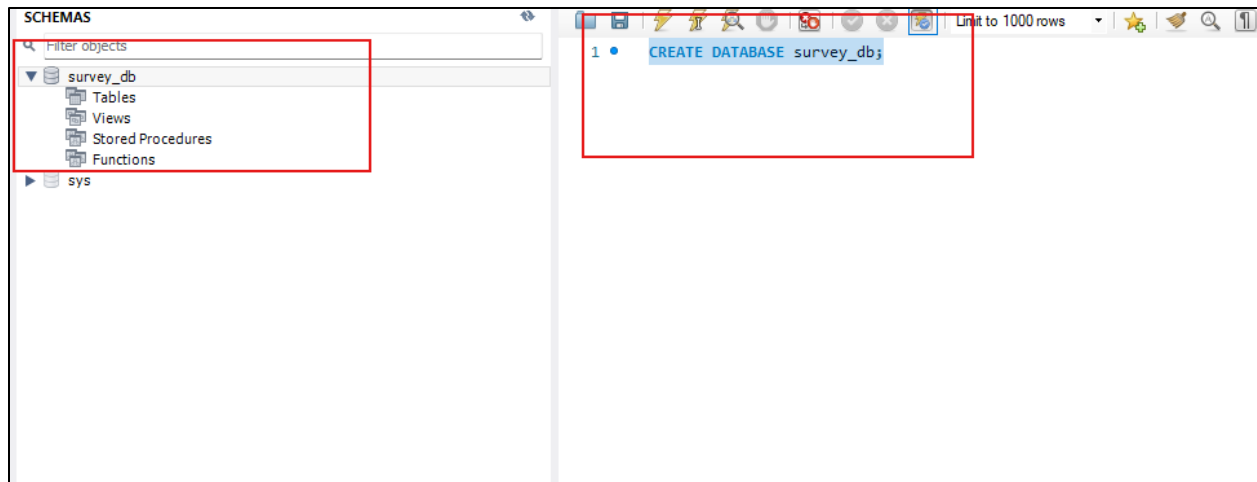 SCHEMAS
Filter objects
survey_db
Tables
Views
Stored Procedures
Functions
sys
Limit to 1000 rows
1 CREATE DATABASE survey_db;